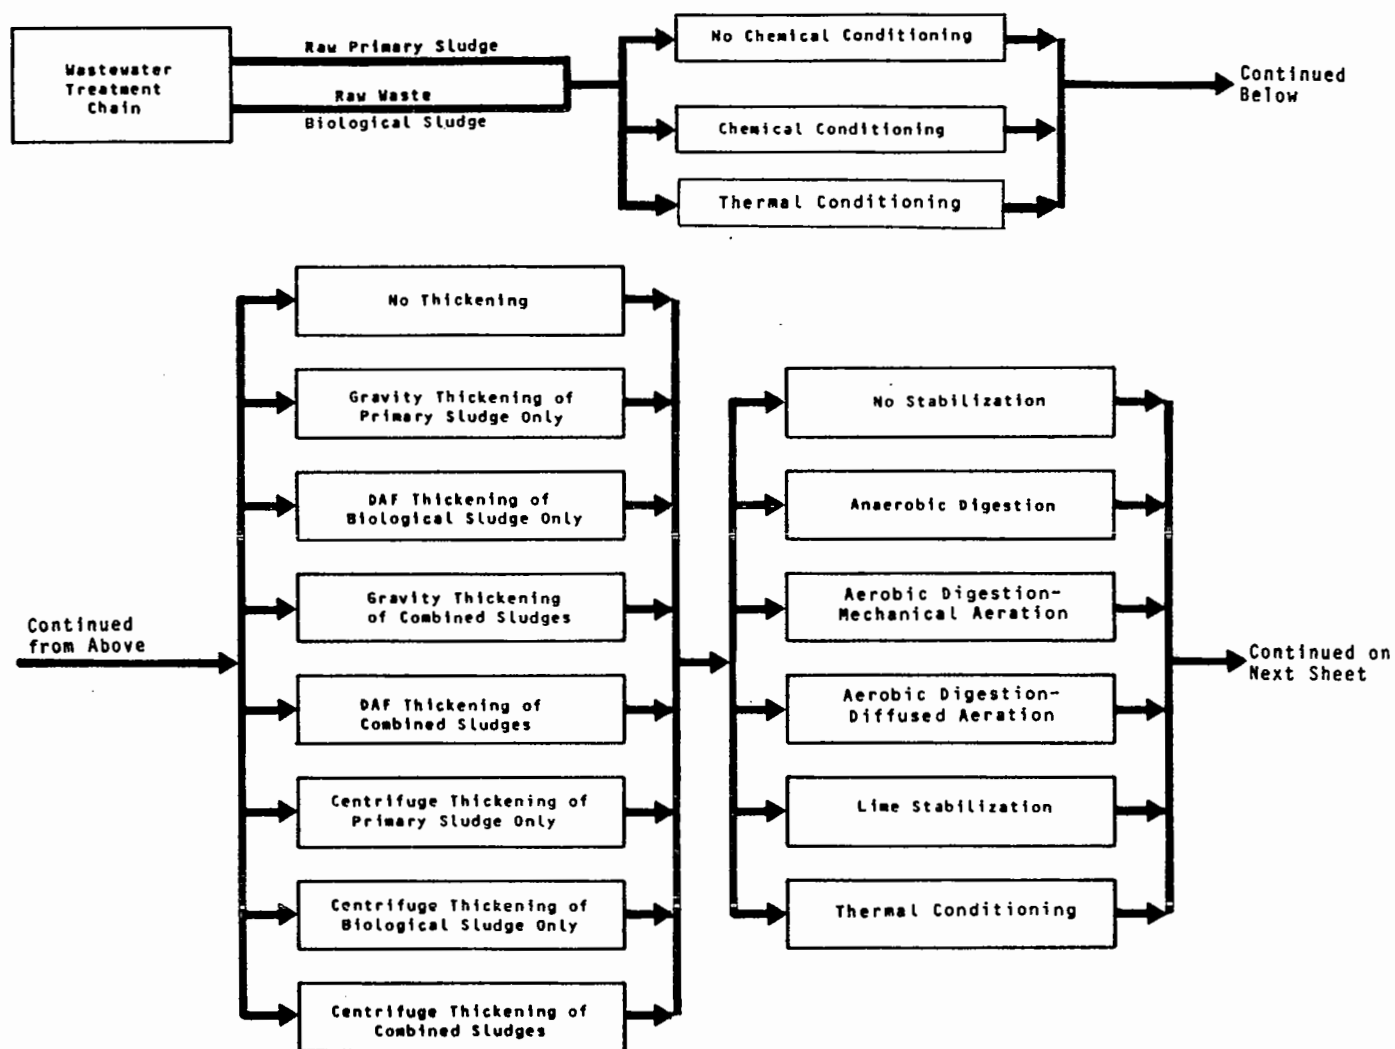 Wastewater
Treatment
Chain
Raw Primary Sludge
Raw Waste
Biological Sludge
No Chemical Conditioning
Chemical Conditioning
Thermal Conditioning
Continued
Below
Continued
from Above
No Thickening
Gravity Thickening of
Primary Sludge Only
DAF Thickening of
Biological Sludge Only
Gravity Thickening
of Combined Sludges
DAF Thickening of
Combined Sludges
Centrifuge Thickening of
Primary Sludge Only
Centrifuge Thickening of
Biological Sludge Only
Centrifuge Thickening of
Combined Sludges
No Stabilization
Anaerobic Digestion
Aerobic Digestion-
Mechanical Aeration
Aerobic Digestion-
Diffused Aeration
Lime Stabilization
Thermal Conditioning
Continued on
Next Sheet